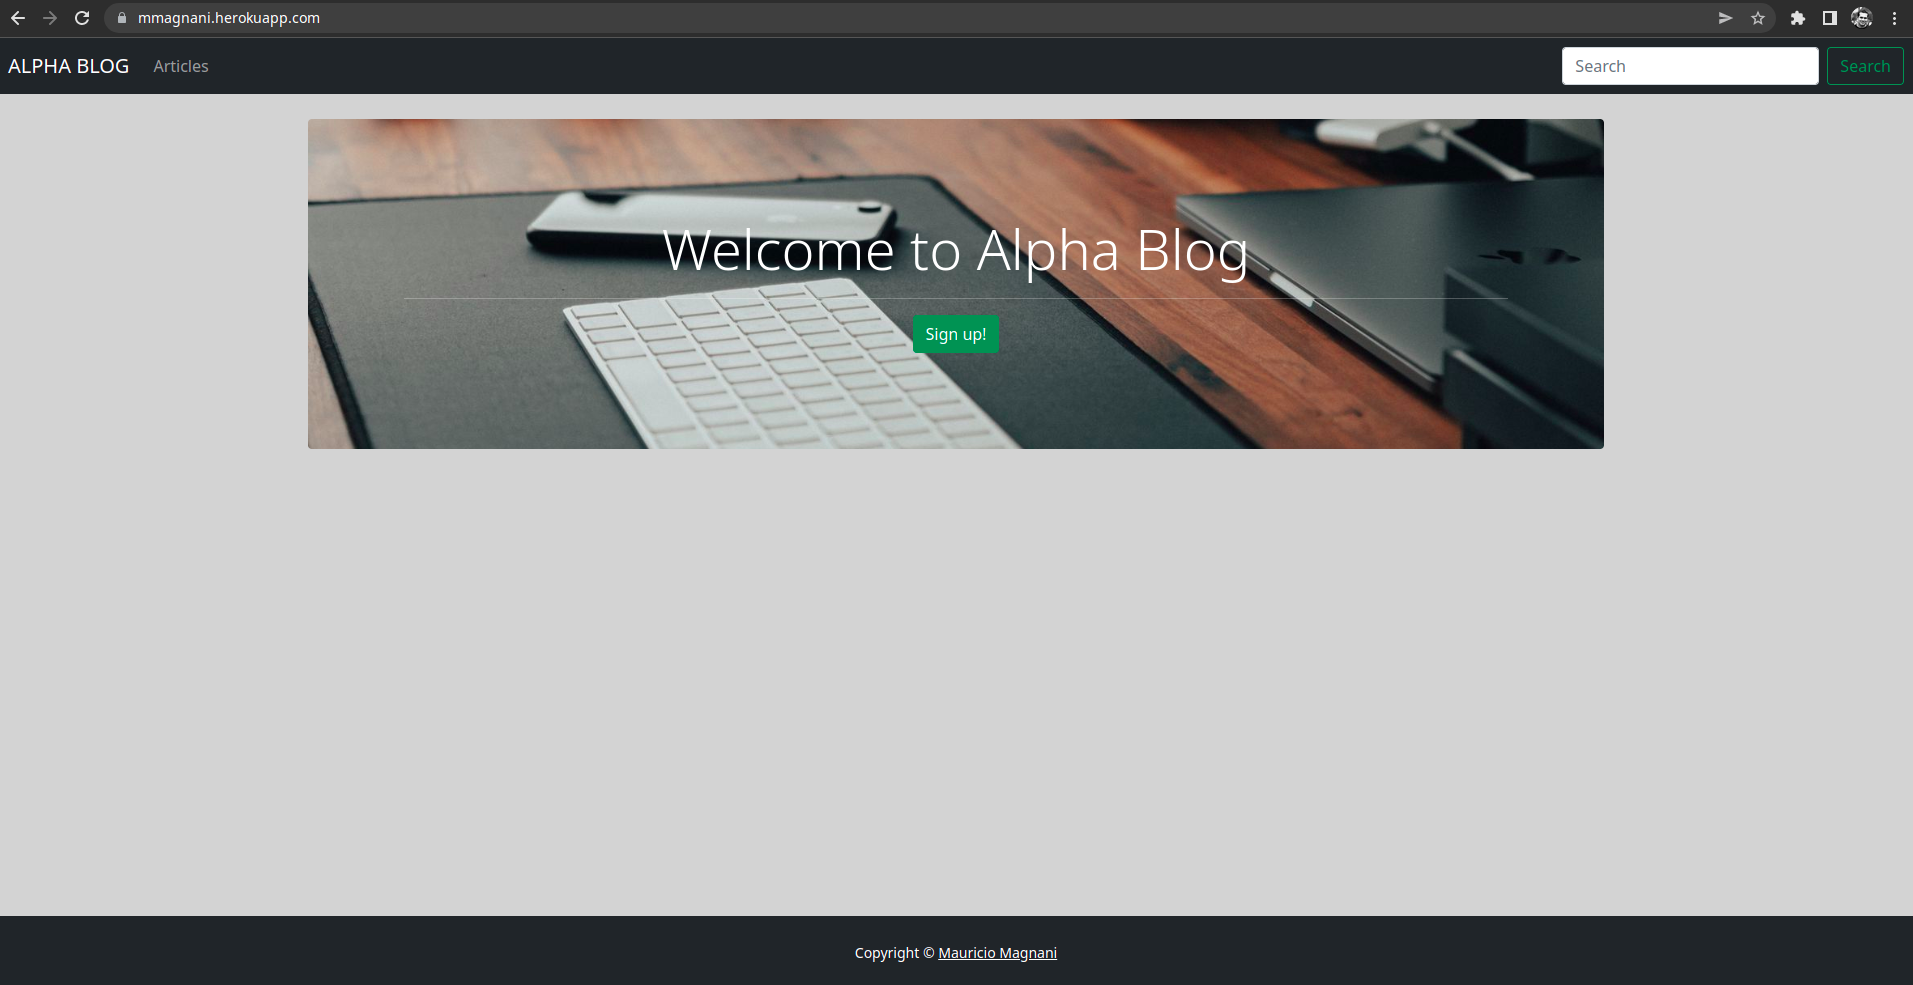 mmagnani.herokuapp.com
ALPHA BLOG Articles Search Search
Welcome to Alpha Blog
Sign up!
Copyright © Mauricio Magnani